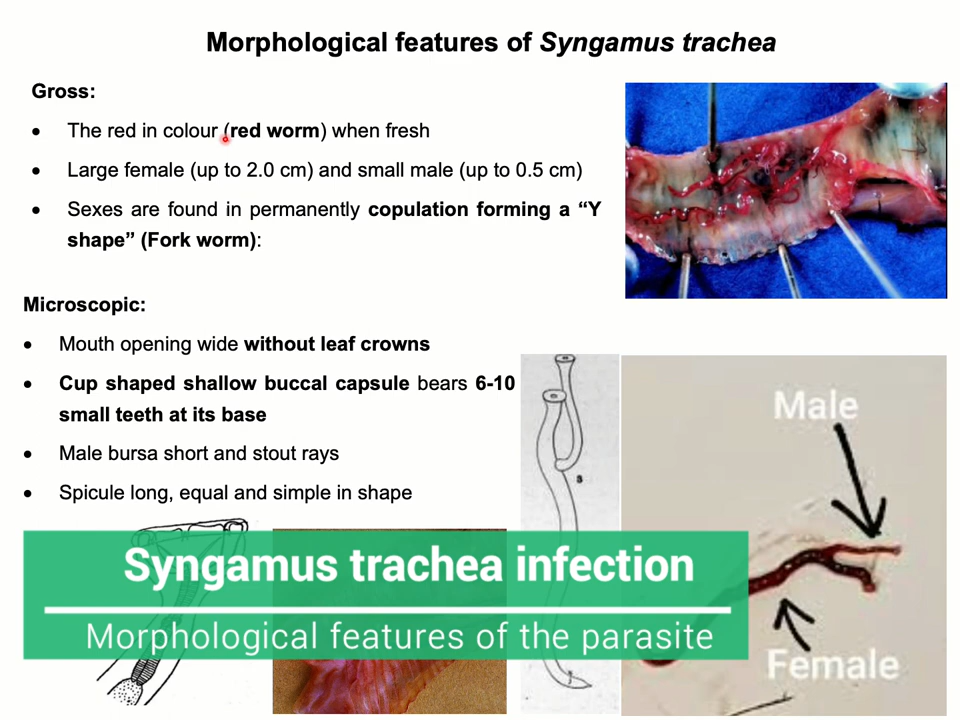 Morphological features of Syngamus trachea
Gross:
• The red in colour (red worm) when fresh
• Large female (up to 2.0 cm) and small male (up to 0.5 cm)
• Sexes are found in permanently copulation forming a “Y
shape” (Fork worm):
Microscopic:
• Mouth opening wide without leaf crowns
• Cup shaped shallow buccal capsule bears 6-10
small teeth at its base
• Male bursa short and stout rays
• Spicule long, equal and simple in shape
Male
Female
Syngamus trachea infection
Morphological features of the parasite